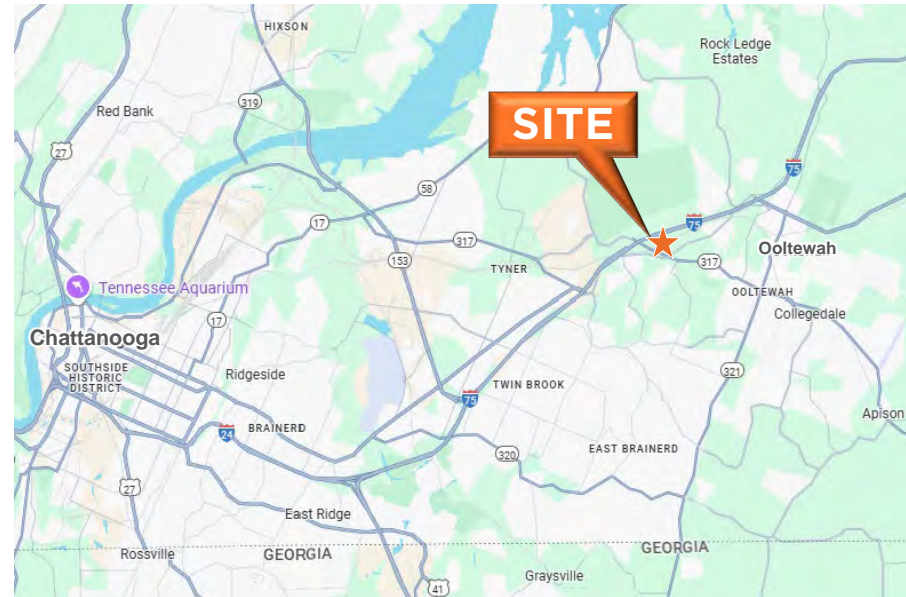 HIXSON
Rock Ledge
Estates
Red Bank
319
SITE
27
75
58
17
317
75
153
TYNER
317
Ooltewah
OOLTEWAH
Tennessee Aquarium
17
Collegedale
Chattanooga
SOUTHSIDE
HISTORIC
DISTRICT
Ridgeside
321
TWIN BROOK
75
Apison
BRAINERD
24
320
EAST BRAINERD
27
East Ridge
Rossville
GEORGIA
GEORGIA
Graysville
41